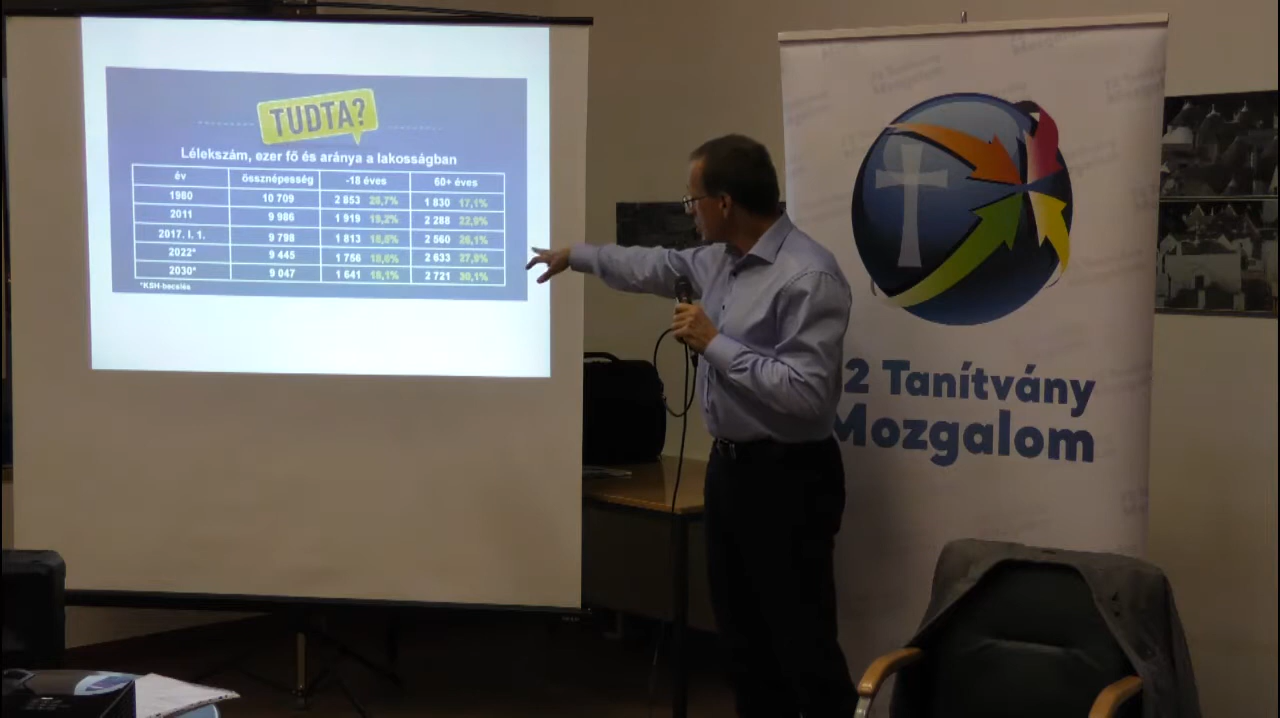 TUDTA?
Lélekszám, ezer fő és aránya a lakosságban
év össznépesség -18 éves 60+ éves
1980 10 709 2 853 26,7% 1 830 17,1%
2011 9 986 1 919 19,2% 2 288 22,9%
2017. I. 1. 9 798 1 813 18,5% 2 560 26,1%
2022* 9 445 1 756 18,6% 2 633 27,9%
2030* 9 047 1 641 18,1% 2 721 30,1%
*KSH-becslés
2 Tanítvány
Mozgalom